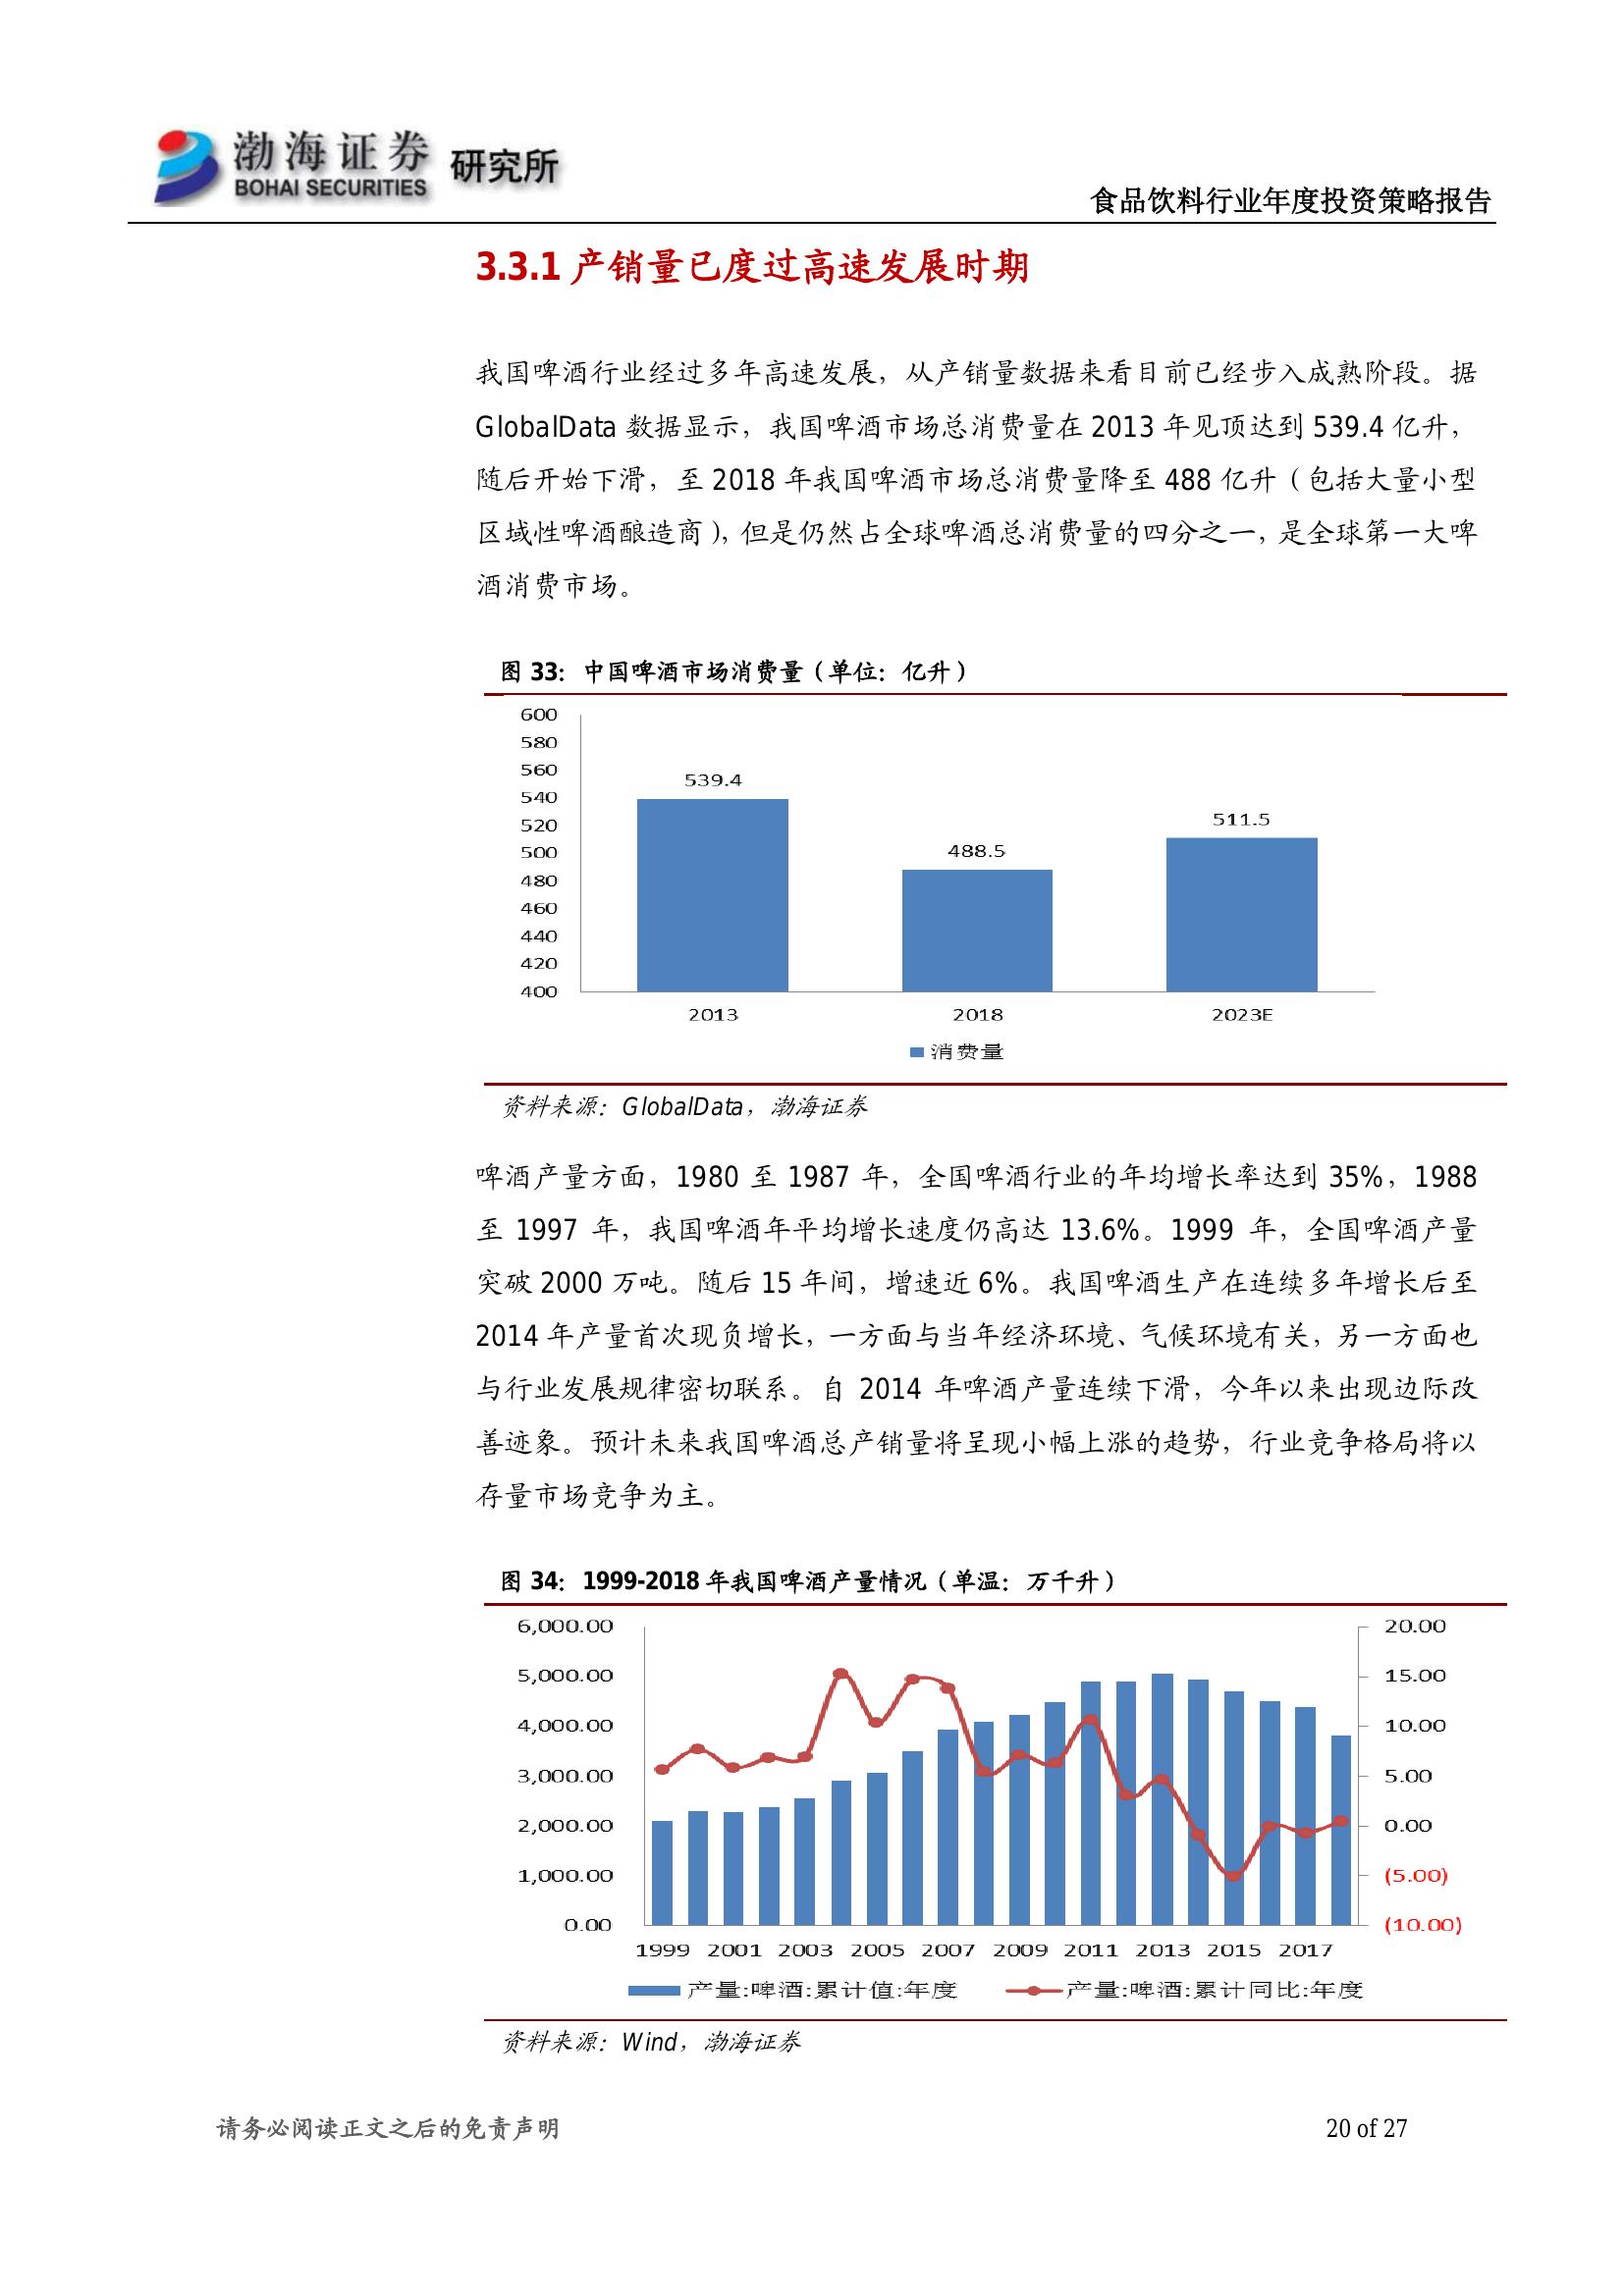 渤海证券 研究所
BOHAI SECURITIES
食品饮料行业年度投资策略报告
3.3.1 产销量已度过高速发展时期
我国啤酒行业经过多年高速发展，从产销量数据来看目前已经步入成熟阶段。据
GlobalData 数据显示，我国啤酒市场总消费量在 2013 年见顶达到 539.4 亿升，
随后开始下滑，至 2018 年我国啤酒市场总消费量降至 488 亿升（包括大量小型
区域性啤酒酿造商），但是仍然占全球啤酒总消费量的四分之一，是全球第一大啤
酒消费市场。
图 33：中国啤酒市场消费量（单位：亿升）
600
580
560
540
520
500
480
460
440
420
400
539.4
488.5
511.5
2013 2018 2023E
消费量
资料来源：GlobalData，渤海证券
啤酒产量方面，1980 至 1987 年，全国啤酒行业的年均增长率达到 35%，1988
至 1997 年，我国啤酒年平均增长速度仍高达 13.6%。1999 年，全国啤酒产量
突破 2000 万吨。随后 15 年间，增速近 6%。我国啤酒生产在连续多年增长后至
2014 年产量首次现负增长，一方面与当年经济环境、气候环境有关，另一方面也
与行业发展规律密切联系。自 2014 年啤酒产量连续下滑，今年以来出现边际改
善迹象。预计未来我国啤酒总产销量将呈现小幅上涨的趋势，行业竞争格局将以
存量市场竞争为主。
图 34：1999-2018 年我国啤酒产量情况（单温：万千升）
6,000.00
5,000.00
4,000.00
3,000.00
2,000.00
1,000.00
0.00
20.00
15.00
10.00
5.00
0.00
(5.00)
(10.00)
1999 2001 2003 2005 2007 2009 2011 2013 2015 2017
产量:啤酒:累计值:年度 产量:啤酒:累计同比:年度
资料来源：Wind，渤海证券
请务必阅读正文之后的免责声明 20 of 27